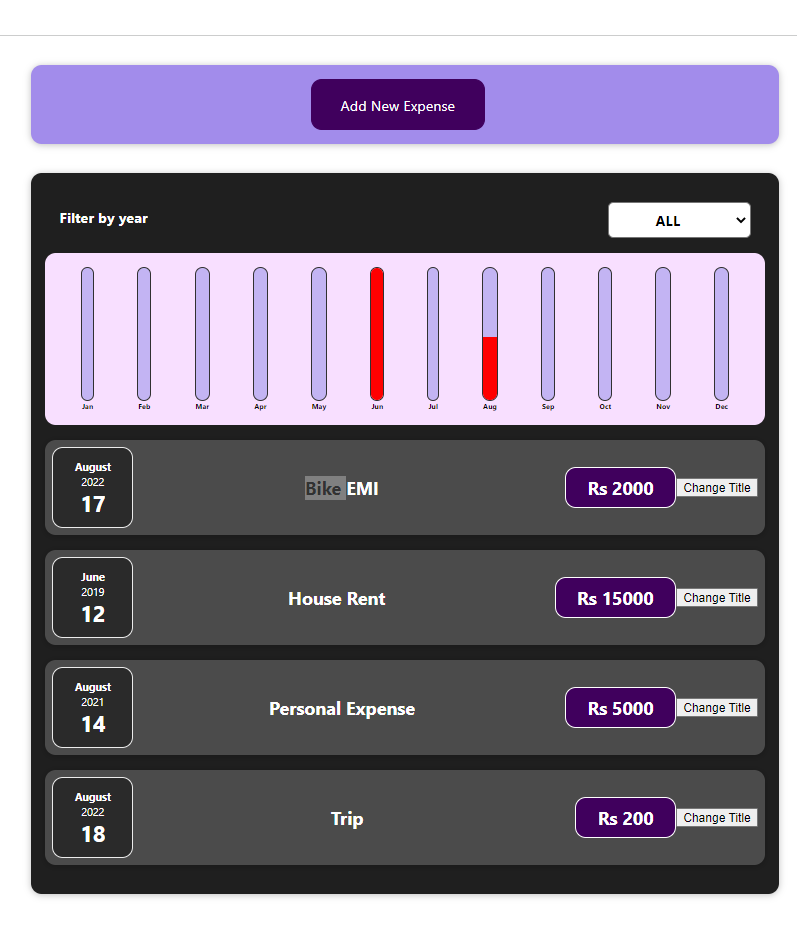 Add New Expense
Filter by year
ALL
Jan Feb Mar Apr May Jun Jul Aug Sep Oct Nov Dec
August
2022
17
Bike EMI
Rs 2000
Change Title
June
2019
12
House Rent
Rs 15000
Change Title
August
2021
14
Personal Expense
Rs 5000
Change Title
August
2022
18
Trip
Rs 200
Change Title